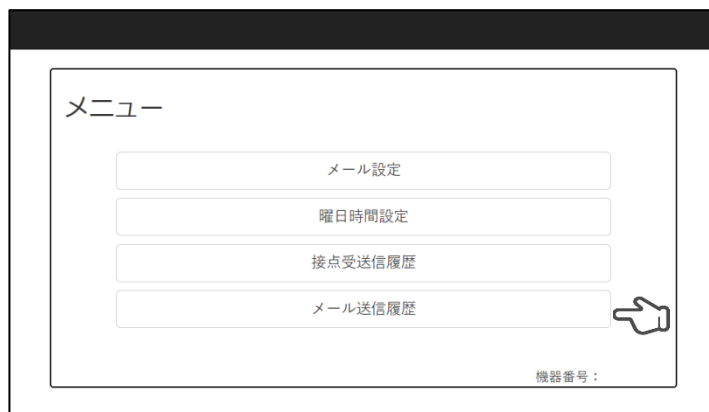 メニュー
メール設定
曜日時間設定
接点受送信履歴
メール送信履歴
機器番号：